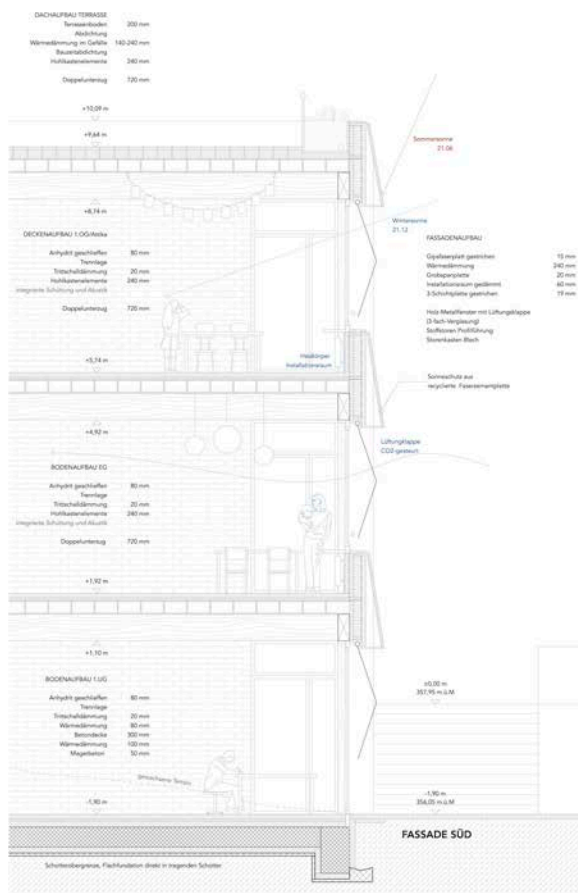 DACHAUFBAU TERRASSE
Terrassenboden 200 mm
Abdichtung
Wärmedämmung im Gefälle 140-240 mm
Bauzeitabdichtung
Hohlkastenelemente 240 mm
Doppelunterzug 720 mm
+10,09 m
+9,64 m
Sommersonne
21.06
+8,74 m
Wintersonne
21.12
DECKENAUFBAU 1.OG/Attika
Anhydrit geschliffen 80 mm
Trennlage
Trittschalldämmung 20 mm
Hohlkastenelemente 240 mm
integrierte Schüttung und Akustik
Doppelunterzug 720 mm
FASSADENAUFBAU
Gipsfaserplatt gestrichen 15 mm
Wärmedämmung 240 mm
Grobspanplatte 20 mm
Installationsraum gedämmt 60 mm
3-Schichtplatte gestrichen 19 mm
Holz-Metallfenster mit Lüftungsklappe
(3-fach-Verglasung)
Stoffstoren Profilführung
Storenkasten Blech
Heizkörper
Installationsraum
+5,74 m
Sonneschutz aus
recyclierte Faserzementplatte
+4,92 m
Lüftungsklappe
CO2-gesteurt
BODENAUFBAU EG
Anhydrit geschliffen 80 mm
Trennlage
Trittschalldämmung 20 mm
Hohlkastenelemente 240 mm
integrierte Schüttung und Akustik
Doppelunterzug 720 mm
+1,92 m
+1,10 m
BODENAUFBAU 1.UG
Anhydrit geschliffen 80 mm
Trennlage
Trittschalldämmung 20 mm
Wärmedämmung 80 mm
Betondecke 300 mm
Wärmedämmung 100 mm
Magerbeton 50 mm
±0,00 m
357,95 m.ü.M
gewachsene Terrain
-1,90 m
-1,90 m
356,05 m.ü.M
FASSADE SÜD
Schotterobergrenze, Flachfundation direkt in tragenden Schotter